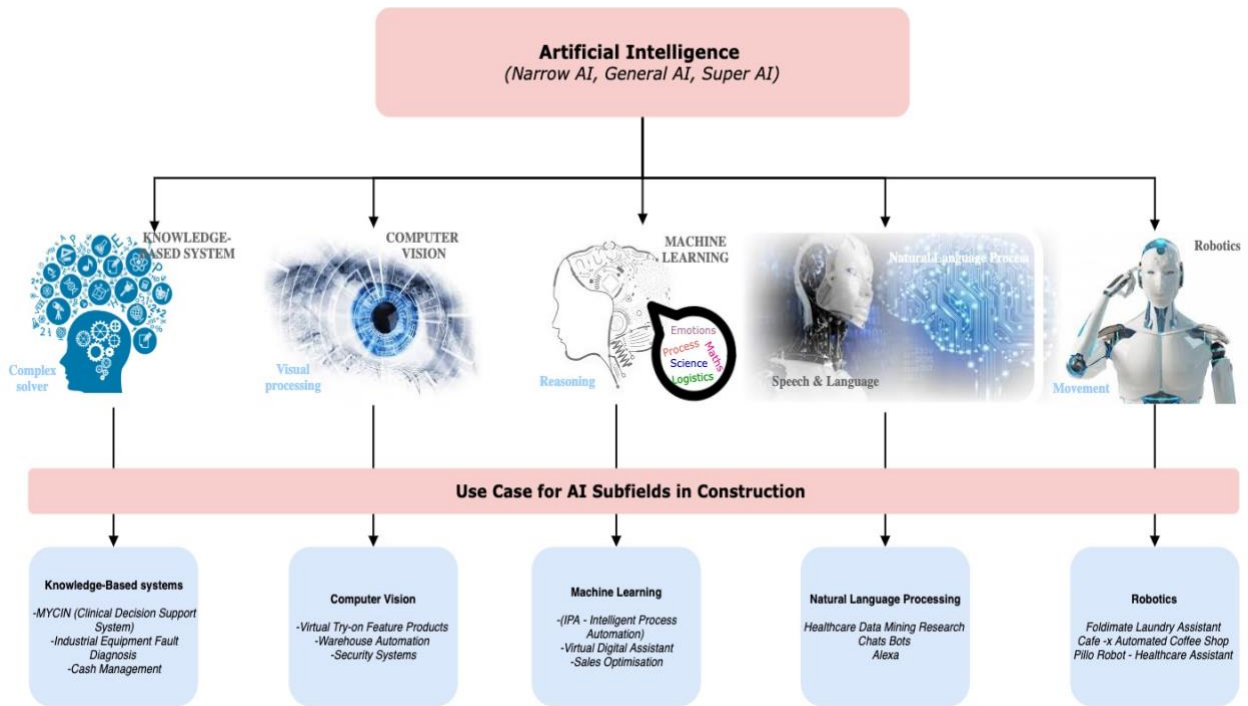 Artificial Intelligence
(Narrow AI, General AI, Super AI)
KNOWLEDGE-
BASED SYSTEM
Complex
solver
COMPUTER
VISION
Visual
processing
MACHINE
LEARNING
Reasoning
Emotions
Process
Maths
Science
Logistics
Natural Language Process
Speech & Language
Robotics
Movement
Use Case for AI Subfields in Construction
Knowledge-Based systems
-MYCIN (Clinical Decision Support
System)
-Industrial Equipment Fault
Diagnosis
-Cash Management
Computer Vision
-Virtual Try-on Feature Products
-Warehouse Automation
-Security Systems
Machine Learning
-(IPA - Intelligent Process
Automation)
-Virtual Digital Assistant
-Sales Optimisation
Natural Language Processing
Healthcare Data Mining Research
Chats Bots
Alexa
Robotics
Foldimate Laundry Assistant
Cafe -x Automated Coffee Shop
Pillo Robot - Healthcare Assistant